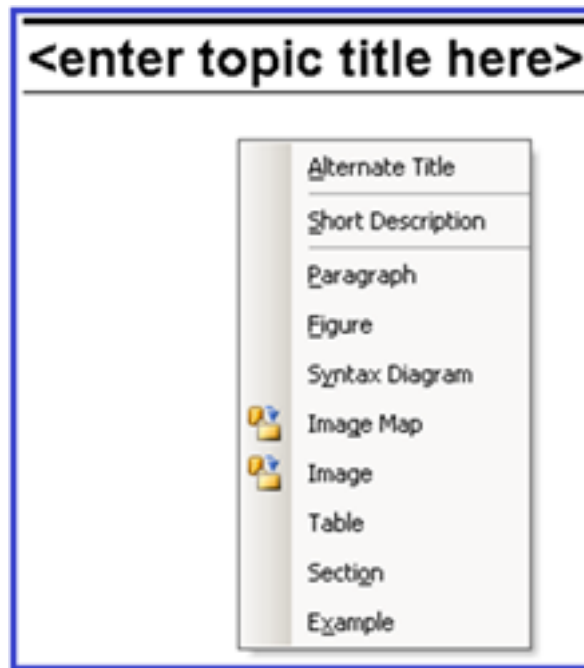 <enter topic title here>
Alternate Title
Short Description
Paragraph
Figure
Syntax Diagram
Image Map
Image
Table
Section
Example